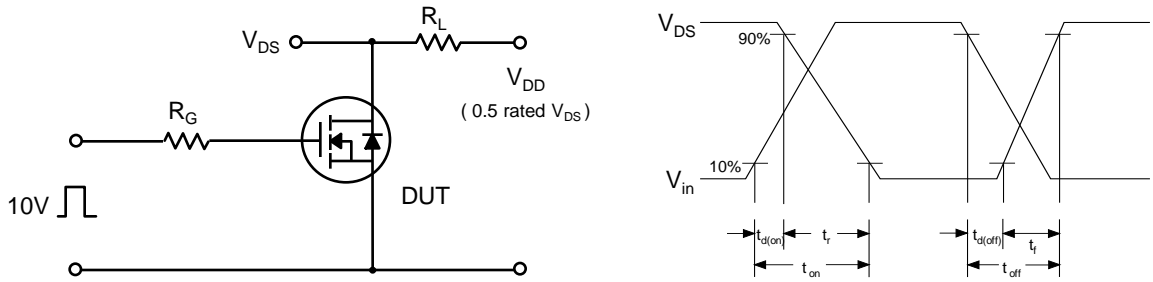 R_L
V_DS
V_DD
( 0.5 rated V_DS )
R_G
DUT
10V
V_DS
90%
10%
V_in
t_d(on)
t_r
t_on
t_d(off)
t_f
t_off